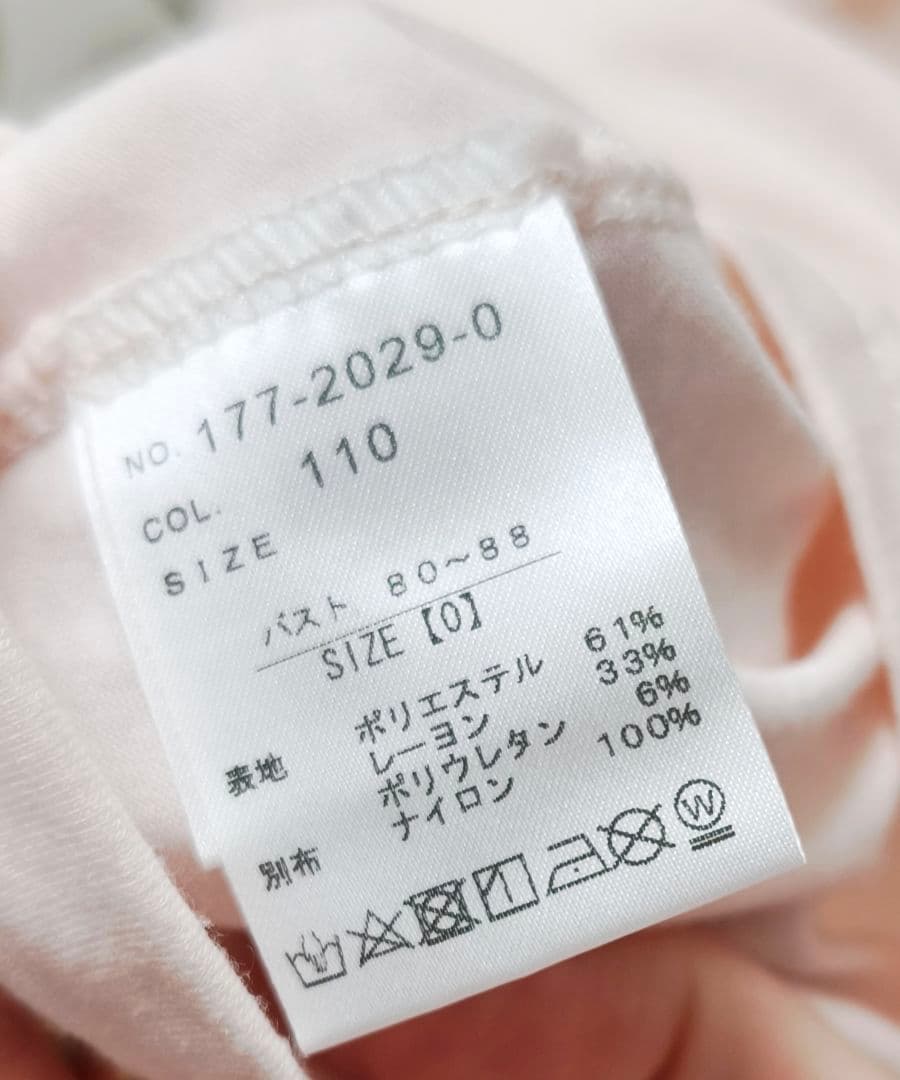 NO. 177-2029-0
COL. 110
SIZE
バスト 80~88
SIZE【0】
表地 ポリエステル 61%
レーヨン 33%
ポリウレタン 6%
別布 ナイロン 100%
W